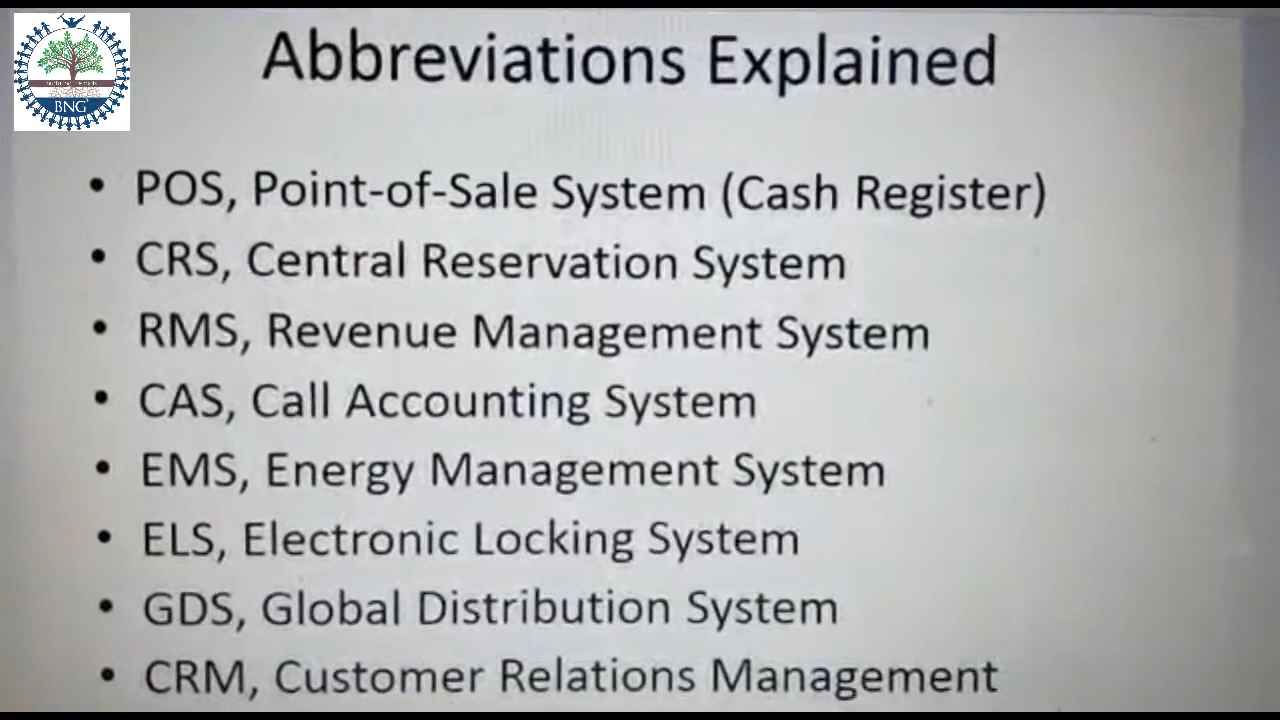 Abbreviations Explained
BNG
• POS, Point-of-Sale System (Cash Register)
• CRS, Central Reservation System
• RMS, Revenue Management System
• CAS, Call Accounting System
• EMS, Energy Management System
• ELS, Electronic Locking System
• GDS, Global Distribution System
• CRM, Customer Relations Management